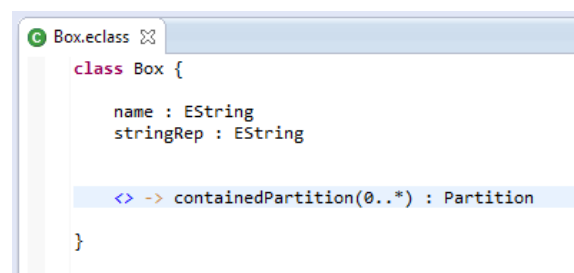 C Box.eclass
class Box {
name : EString
stringRep : EString
<> -> containedPartition(0..*) : Partition
}